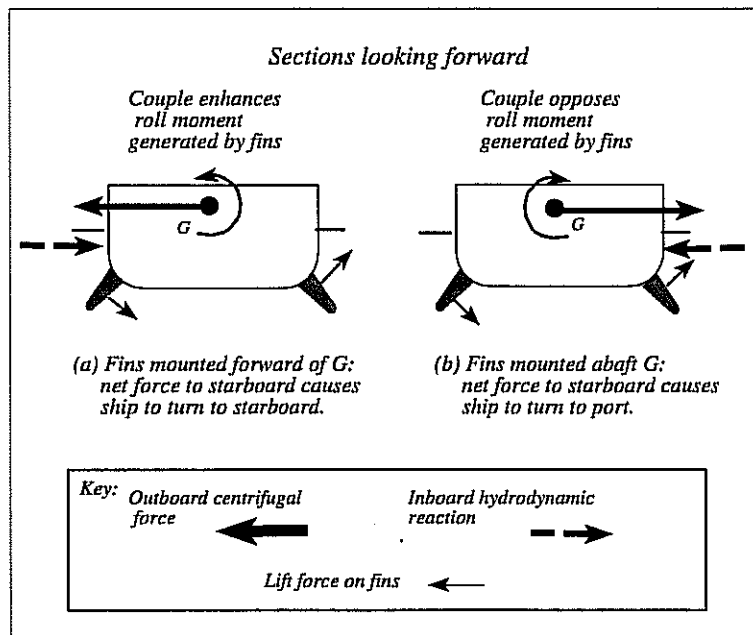 Sections looking forward
Couple enhances
roll moment
generated by fins
Couple opposes
roll moment
generated by fins
G
G
(a) Fins mounted forward of G:
net force to starboard causes
ship to turn to starboard.
(b) Fins mounted abaft G:
net force to starboard causes
ship to turn to port.
Key:
Outboard centrifugal
force
Inboard hydrodynamic
reaction
Lift force on fins